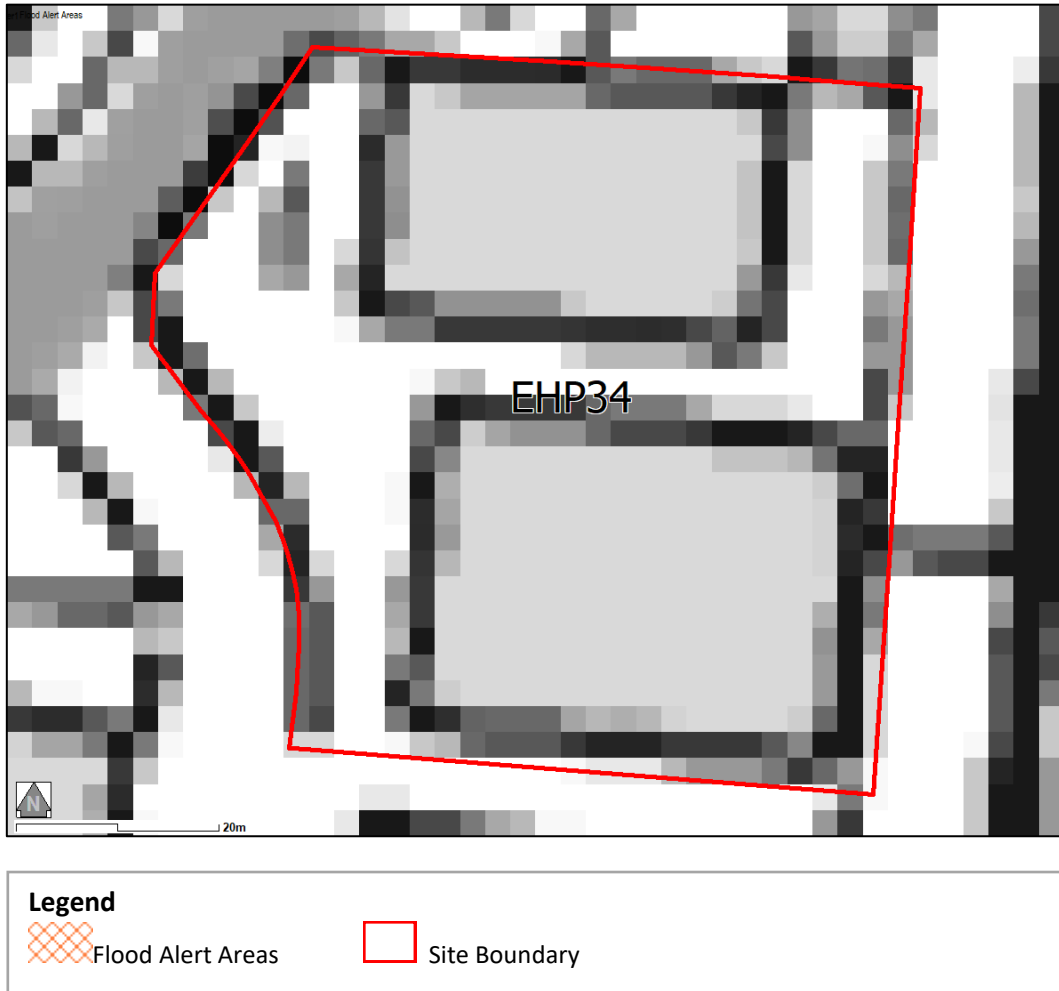 Flood Alert Areas
EHP34
N
20m
Legend
Flood Alert Areas Site Boundary